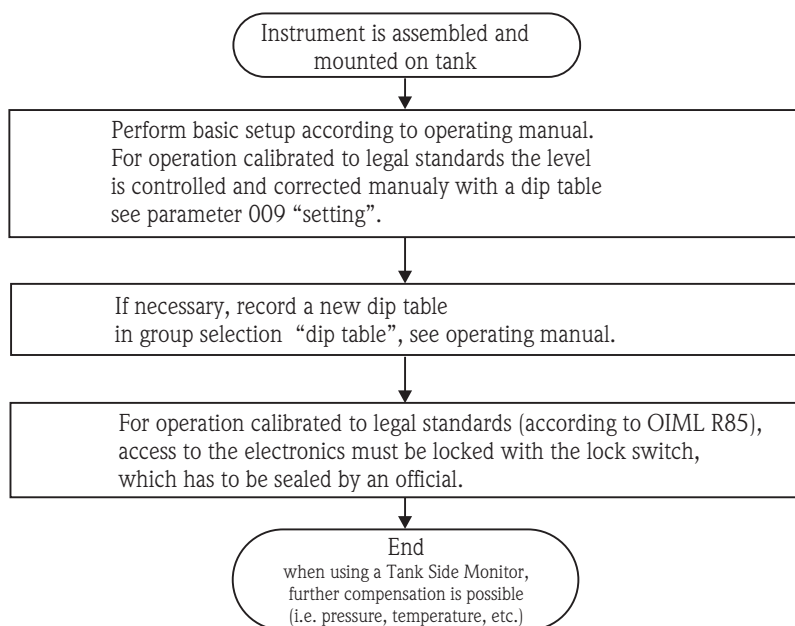 Instrument is assembled and
mounted on tank
Perform basic setup according to operating manual.
For operation calibrated to legal standards the level
is controlled and corrected manualy with a dip table
see parameter 009 “setting”.
If necessary, record a new dip table
in group selection “dip table”, see operating manual.
For operation calibrated to legal standards (according to OIML R85),
access to the electronics must be locked with the lock switch,
which has to be sealed by an official.
End
when using a Tank Side Monitor,
further compensation is possible
(i.e. pressure, temperature, etc.)